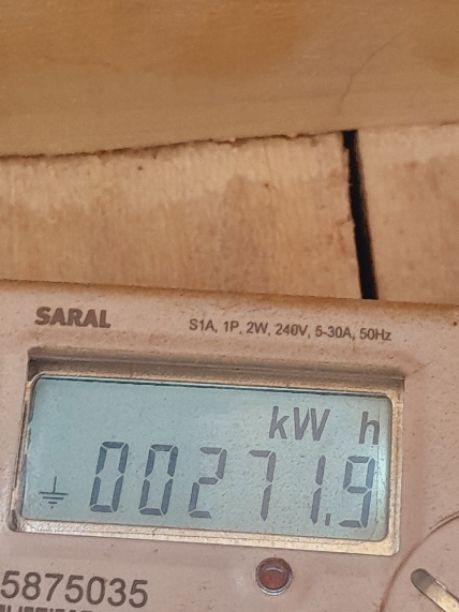 SARAL
S1A, 1P, 2W, 240V, 5-30A, 50Hz
kW h
00271.9
5875035